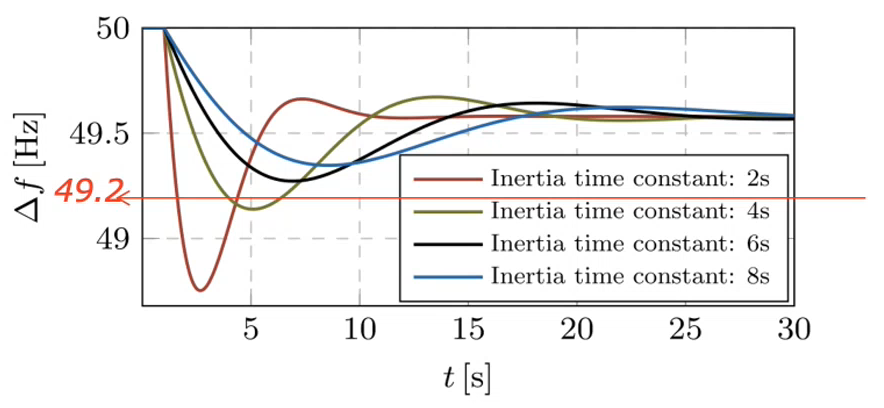 50
49.5
49.2
49
Δf [Hz]
Inertia time constant: 2s
Inertia time constant: 4s
Inertia time constant: 6s
Inertia time constant: 8s
5 10 15 20 25 30
t [s]